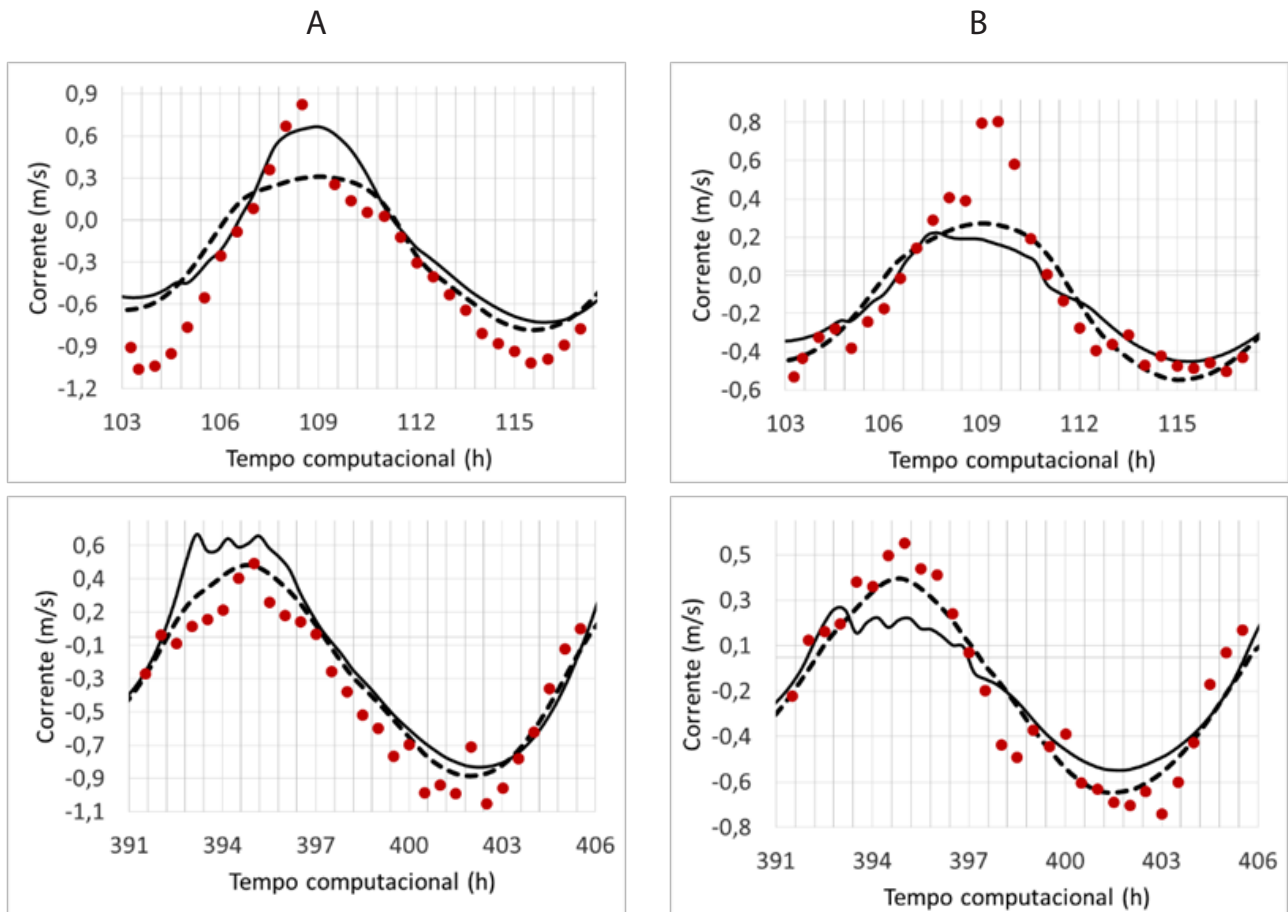 A
B
0,9
0,6
0,3
0,0
-0,3
-0,6
-0,9
-1,2
Corrente (m/s)
103 106 109 112 115
Tempo computacional (h)
0,8
0,6
0,4
0,2
0,0
-0,2
-0,4
-0,6
Corrente (m/s)
103 106 109 112 115
Tempo computacional (h)
0,6
0,4
0,2
-0,1
-0,3
-0,5
-0,7
-0,9
-1,1
Corrente (m/s)
391 394 397 400 403 406
Tempo computacional (h)
0,5
0,3
0,1
-0,2
-0,4
-0,6
-0,8
Corrente (m/s)
391 394 397 400 403 406
Tempo computacional (h)